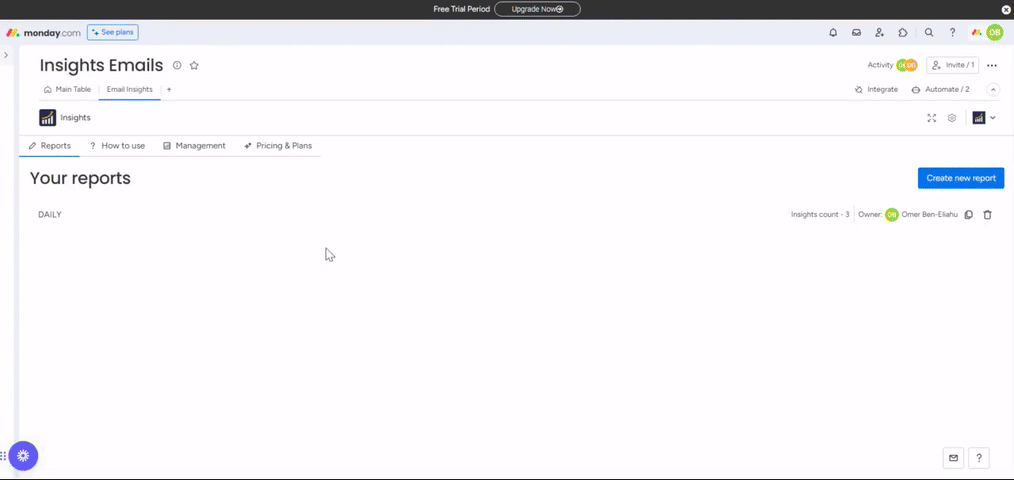 Free Trial Period Upgrade Now
monday.com See plans ? OB
Insights Emails Activity Invite / 1
Main Table Email Insights + Integrate Automate / 2
Insights
Reports ? How to use Management Pricing & Plans
Your reports Create new report
DAILY Insights count - 3 Owner: OB Omer Ben-Eliahu
?